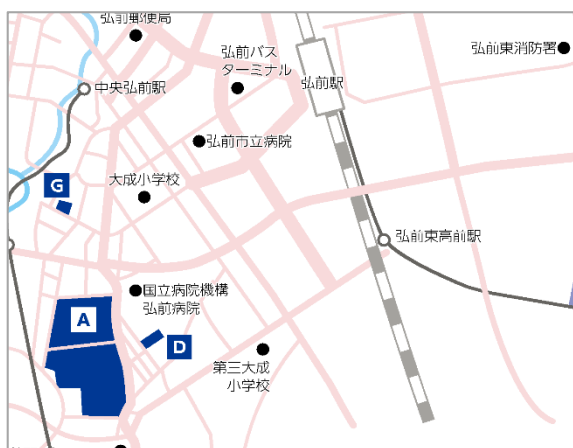 弘前郵便局
弘前バス
ターミナル
弘前駅
弘前東消防署
中央弘前駅
弘前市立病院
大成小学校
G
弘前東高前駅
国立病院機構
弘前病院
A
D
第三大成
小学校